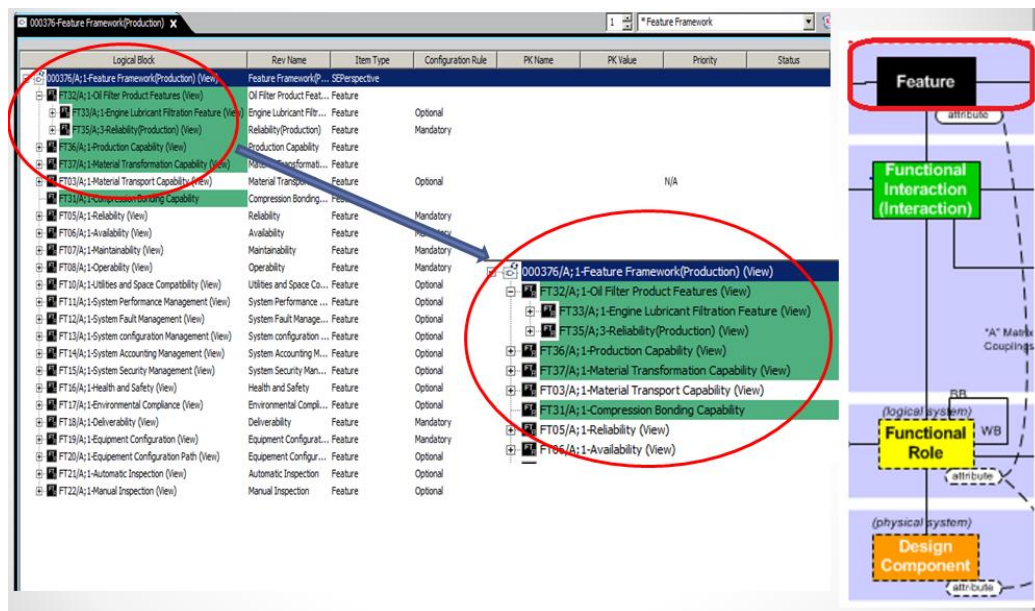 000376-Feature Framework(Production) X
1 *Feature Framework
Logical Block Rev Name Item Type Configuration Rule PK Name PK Value Priority Status
000376/A;1-Feature Framework(Production) (View) Feature Framework(P... SEPerspective
FT32/A;1-Oil Filter Product Features (View) Oil Filter Product Feat... Feature
FT33/A;1-Engine Lubricant Filtration Feature (View) Engine Lubricant Filtr... Feature Optional
FT35/A;3-Reliability(Production) (View) Reliability(Production) Feature Mandatory
FT36/A;1-Production Capability (View) Production Capability Feature
FT37/A;1-Material Transformation Capability (View) Material Transformati... Feature
FT03/A;1-Material Transport Capability (View) Material Transport Feature Optional N/A
FT31/A;1-Compression Bonding Capability Compression Bonding... Feature
FT05/A;1-Reliability (View) Reliability Feature Mandatory
FT06/A;1-Availability (View) Availability Feature
FT07/A;1-Maintainability (View) Maintainability Feature Mandatory
FT08/A;1-Operability (View) Operability Feature Mandatory
FT10/A;1-Utilities and Space Compatbility (View) Utilities and Space Co... Feature Optional
FT11/A;1-System Performance Management (View) System Performance ... Feature Optional
FT12/A;1-System Fault Management (View) System Fault Manage... Feature Optional
FT13/A;1-System configuration Management (View) System configuration ... Feature Optional
FT14/A;1-System Accounting Management (View) System Accounting M... Feature Optional
FT15/A;1-System Security Management (View) System Security Man... Feature Optional
FT16/A;1-Health and Safety (View) Health and Safety Feature Optional
FT17/A;1-Environmental Compliance (View) Environmental Compli... Feature Optional
FT18/A;1-Deliverability (View) Deliverability Feature Mandatory
FT19/A;1-Equipment Configuration (View) Equipment Configurat... Feature Optional
FT20/A;1-Equipement Configuration Path (View) Equipement Configur... Feature Optional
FT21/A;1-Automatic Inspection (View) Automatic Inspection Feature Optional
FT22/A;1-Manual Inspection (View) Manual Inspection Feature Optional
000376/A;1-Feature Framework(Production) (View)
FT32/A;1-Oil Filter Product Features (View)
FT33/A;1-Engine Lubricant Filtration Feature (View)
FT35/A;3-Reliability(Production) (View)
FT36/A;1-Production Capability (View)
FT37/A;1-Material Transformation Capability (View)
FT03/A;1-Material Transport Capability (View)
FT31/A;1-Compression Bonding Capability
FT05/A;1-Reliability (View)
FT06/A;1-Availability (View)
Feature
attribute
Functional
Interaction
(Interaction)
"A" Matrix
Couplings
BB
(logical system)
Functional
Role
WB
attribute
(physical system)
Design
Component
attribute